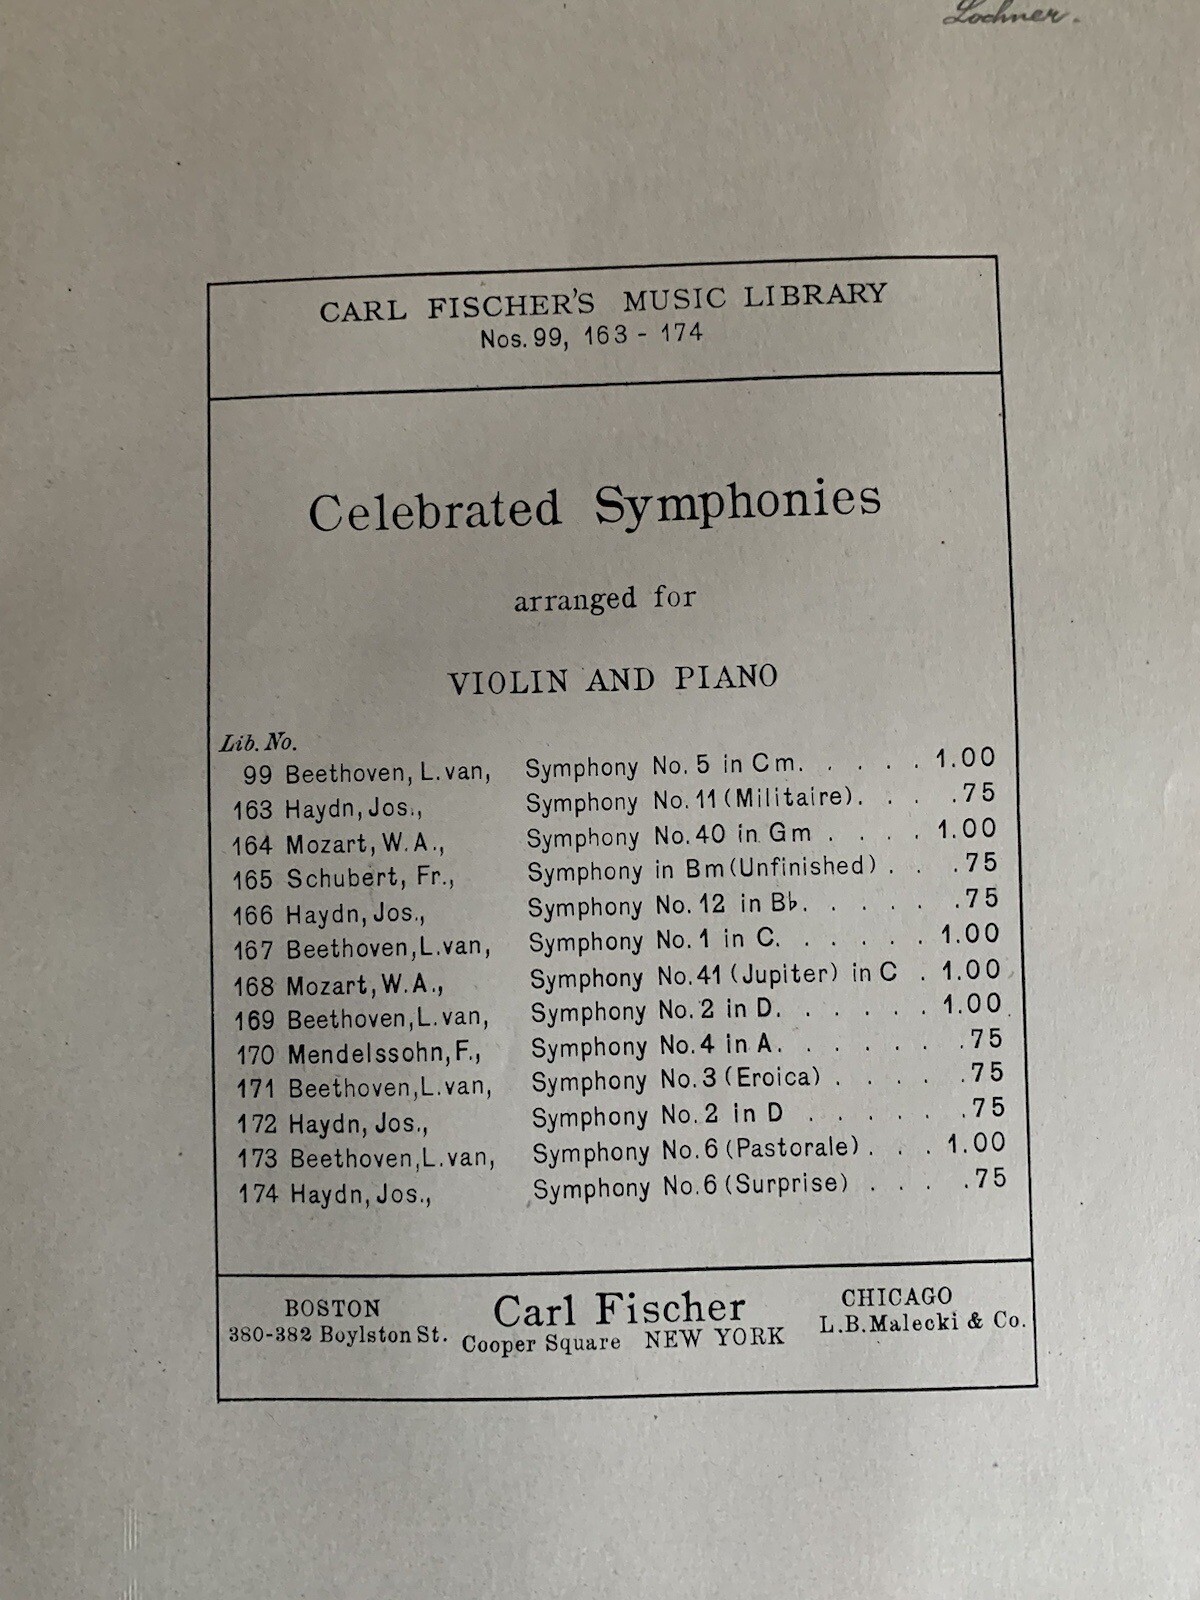 Lochner.
CARL FISCHER'S MUSIC LIBRARY
Nos. 99, 163 - 174
Celebrated Symphonies
arranged for
VIOLIN AND PIANO
Lib. No.
99 Beethoven, L. van, Symphony No. 5 in Cm. . . . . . 1.00
163 Haydn, Jos., Symphony No. 11 (Militaire). . . .75
164 Mozart, W. A., Symphony No. 40 in Gm . . . . 1.00
165 Schubert, Fr., Symphony in Bm (Unfinished) . . .75
166 Haydn, Jos., Symphony No. 12 in B♭. . . . . .75
167 Beethoven, L. van, Symphony No. 1 in C. . . . . . 1.00
168 Mozart, W. A., Symphony No. 41 (Jupiter) in C . 1.00
169 Beethoven, L. van, Symphony No. 2 in D. . . . . . 1.00
170 Mendelssohn, F., Symphony No. 4 in A. . . . . . .75
171 Beethoven, L. van, Symphony No. 3 (Eroica) . . . . .75
172 Haydn, Jos., Symphony No. 2 in D . . . . . .75
173 Beethoven, L. van, Symphony No. 6 (Pastorale) . . . 1.00
174 Haydn, Jos., Symphony No. 6 (Surprise) . . . .75
BOSTON
380-382 Boylston St.
Carl Fischer
Cooper Square NEW YORK
CHICAGO
L. B. Malecki & Co.